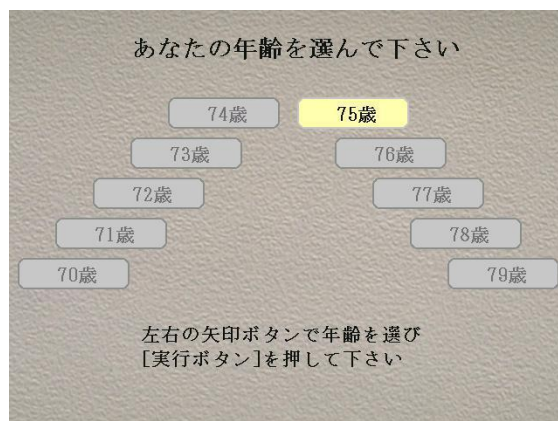 あなたの年齢を選んで下さい
74歳 75歳
73歳 76歳
72歳 77歳
71歳 78歳
70歳 79歳
左右の矢印ボタンで年齢を選び
[実行ボタン]を押して下さい